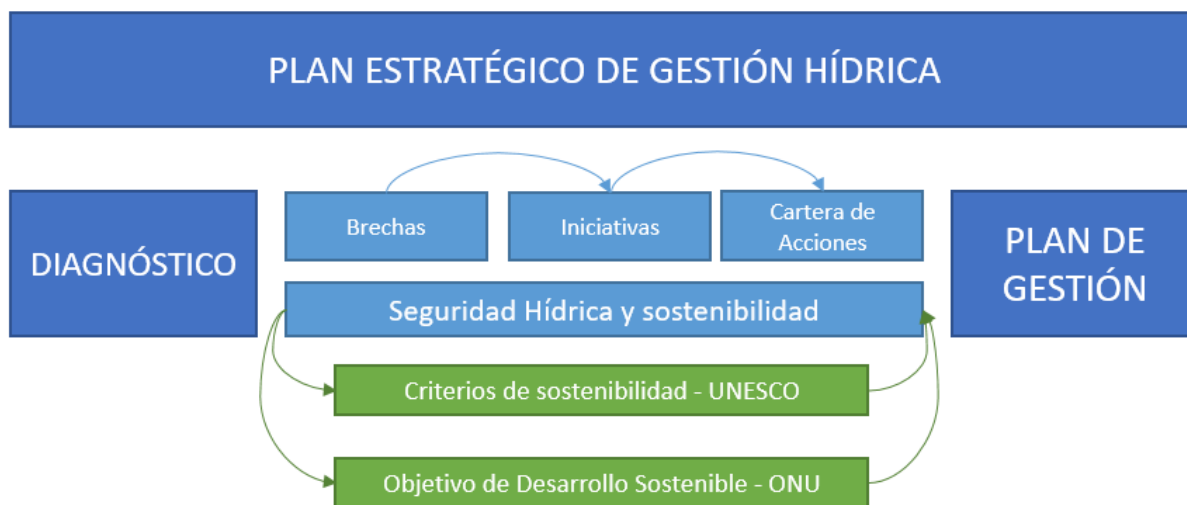 PLAN ESTRATÉGICO DE GESTIÓN HÍDRICA
DIAGNÓSTICO
Brechas
Iniciativas
Cartera de
Acciones
Seguridad Hídrica y sostenibilidad
Criterios de sostenibilidad - UNESCO
Objetivo de Desarrollo Sostenible - ONU
PLAN DE
GESTIÓN